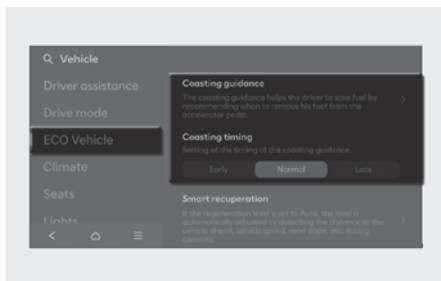 Vehicle
Driver assistance
Drive mode
ECO Vehicle
Climate
Seats
Lights
Coasting guidance
The coasting guidance helps the driver to save fuel by
recommending when to remove his foot from the
accelerator pedal.
Coasting timing
Setting of the timing of the coasting guidance.
Early Normal Late
Smart recuperation
If the regeneration level is set to Auto, the level is
automatically adjusted by detecting the distance to the
vehicle ahead, vehicle speed, road slope, etc. during
coasting.